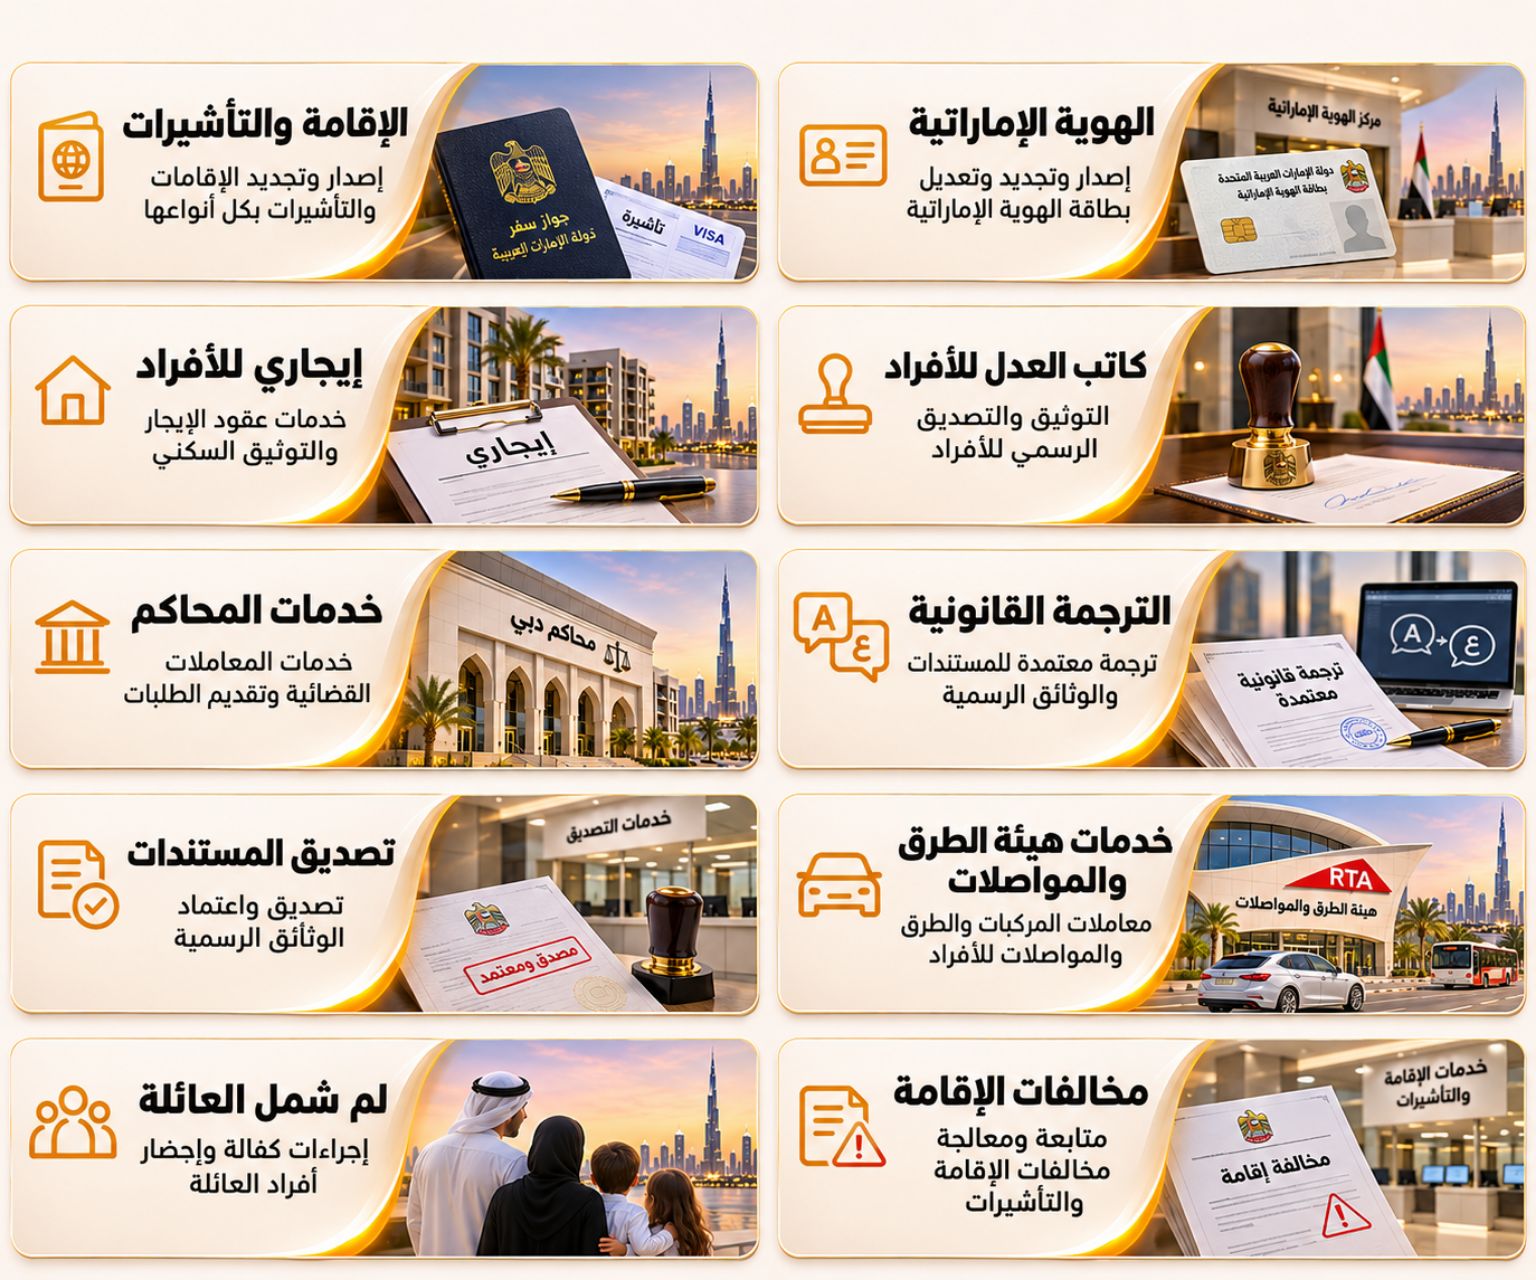 الهوية الإماراتية
إصدار وتجديد وتعديل
بطاقة الهوية الإماراتية
مركز الهوية الإماراتية
دولة الإمارات العربية المتحدة
بطاقة الهوية الإماراتية
الإقامة والتأشيرات
إصدار وتجديد الإقامات
والتأشيرات بكل أنواعها
جواز سفر
دولة الإمارات العربية
تأشيرة
VISA
كاتب العدل للأفراد
التوثيق والتصديق
الرسمي للأفراد
إيجاري للأفراد
خدمات عقود الإيجار
والتوثيق السكني
إيجاري
A
ع
الترجمة القانونية
ترجمة معتمدة للمستندات
والوثائق الرسمية
ترجمة قانونية
معتمدة
A
ع
خدمات المحاكم
خدمات المعاملات
القضائية وتقديم الطلبات
محاكم دبي
خدمات هيئة الطرق
والمواصلات
معاملات المركبات والطرق
والمواصلات للأفراد
RTA
هيئة الطرق والمواصلات
تصديق المستندات
تصديق واعتماد
الوثائق الرسمية
خدمات التصديق
مصدق ومعتمد
مخالفات الإقامة
متابعة ومعالجة
مخالفات الإقامة
والتأشيرات
خدمات الإقامة
والتأشيرات
مخالفة إقامة
لم شمل العائلة
إجراءات كفالة وإجضار
أفراد العائلة